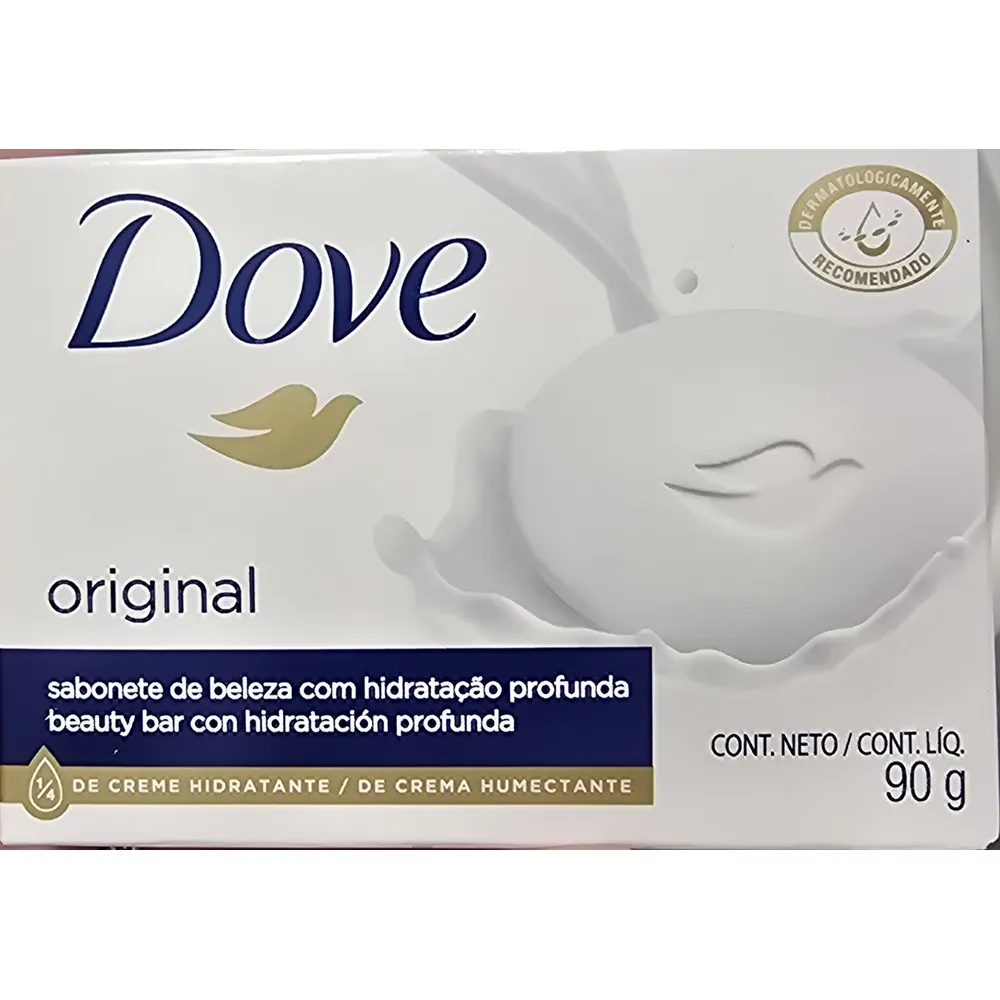 Dove
DERMATOLOGICAMENTE
RECOMENDADO
original
sabonete de beleza com hidratação profunda
beauty bar con hidratación profunda
1/4 DE CREME HIDRATANTE / DE CREMA HUMECTANTE
CONT. NETO / CONT. LÍQ.
90 g